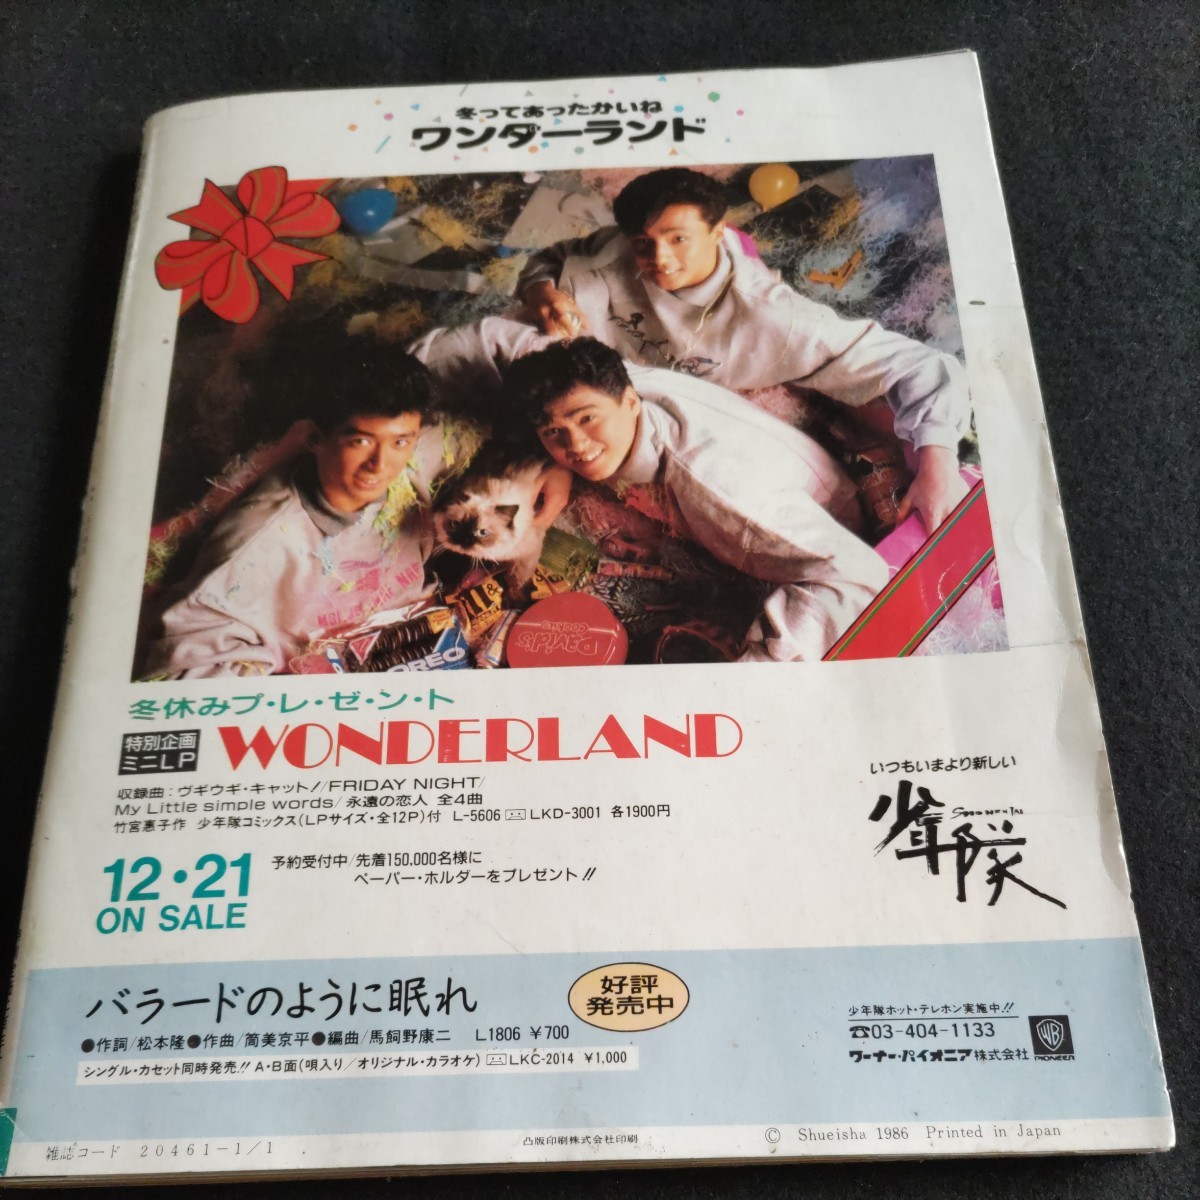 冬ってあったかいね
ワンダーランド
OREO
David's
COOKIES
冬休みプ・レ・ゼ・ン・ト
特別企画
ミニLP
WONDERLAND
収録曲:ヴギウギ・キャット!/FRIDAY NIGHT/
My Little simple words/永遠の恋人 全4曲
竹宮惠子作 少年隊コミックス(LPサイズ・全12P)付 L-5606 LKD-3001 各1900円
12・21
ON SALE
予約受付中/先着150,000名様に
ペーパー・ホルダーをプレゼント!!
いつもいまより新しい
少年隊
SHONENTAI
バラードのように眠れ
好評
発売中
●作詞/松本隆●作曲/筒美京平●編曲/馬飼野康二 L1806 ¥700
シングル・カセット同時発売!! A・B面(唄入り/オリジナル・カラオケ) LKC-2014 ¥1,000
少年隊ホット・テレホン実施中!!
☎03-404-1133
ワーナー・パイオニア株式会社
WB
PIONEER
雑誌コード 20461-1/1
凸版印刷株式会社印刷
© Shueisha 1986 Printed in Japan